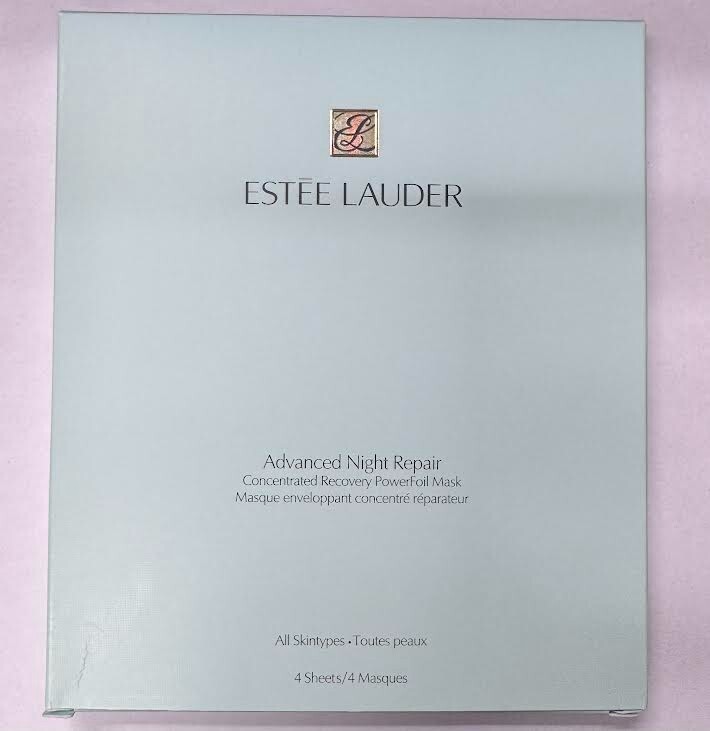 EL
ESTĒE LAUDER
Advanced Night Repair
Concentrated Recovery PowerFoil Mask
Masque enveloppant concentré réparateur
All Skintypes • Toutes peaux
4 Sheets/4 Masques